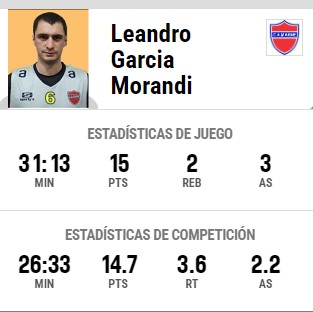 Leandro
Garcia
Morandi
6
ESTADÍSTICAS DE JUEGO
31:13 15 2 3
MIN PTS REB AS
ESTADÍSTICAS DE COMPETICIÓN
26:33 14.7 3.6 2.2
MIN PTS RT AS